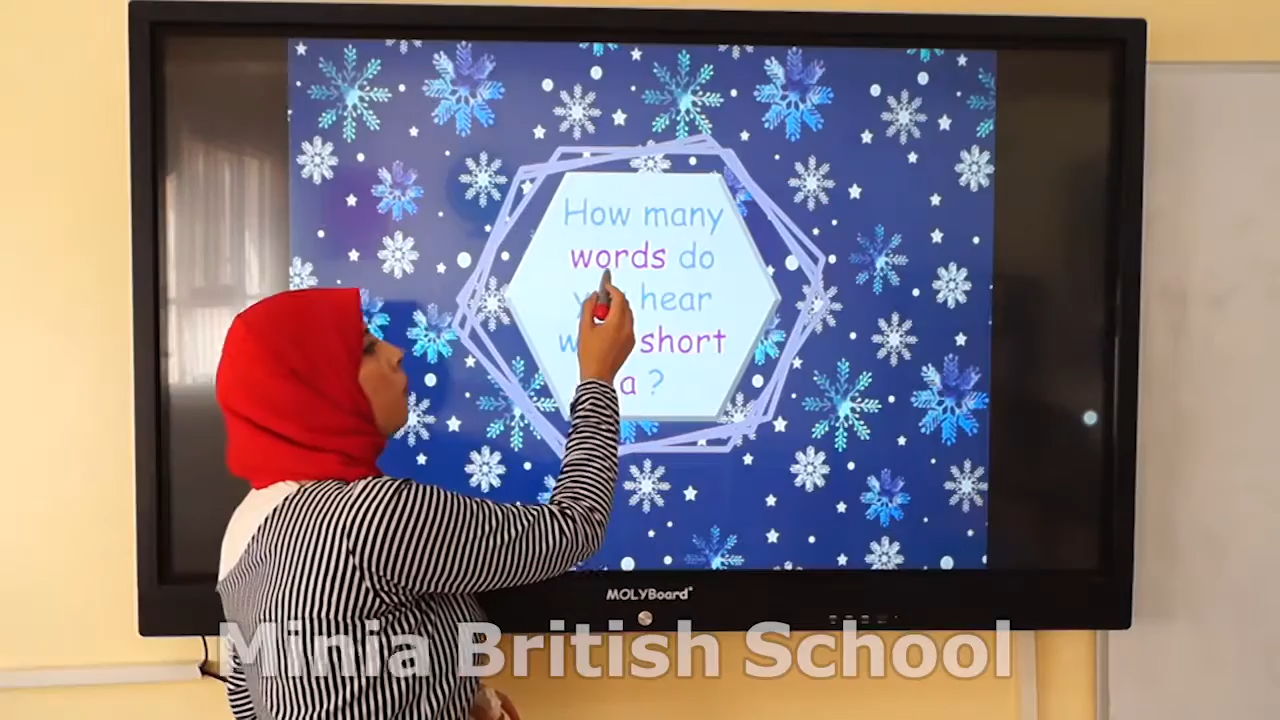 How many
words do
hear
short
a ?
MOLYBoard
Minia British School